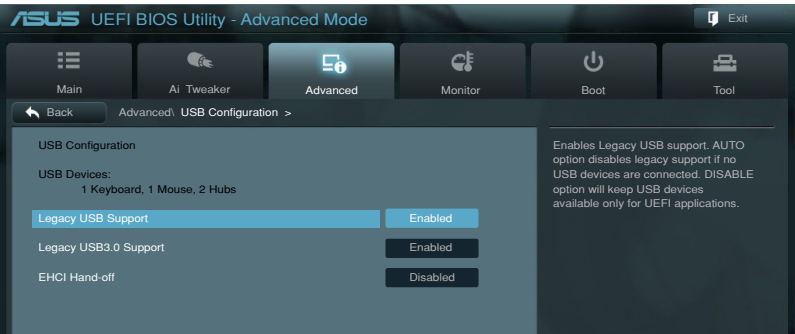 ASUS UEFI BIOS Utility - Advanced Mode
Exit
Main
Ai Tweaker
Advanced
Monitor
Boot
Tool
Back
Advanced\ USB Configuration >
USB Configuration
USB Devices:
1 Keyboard, 1 Mouse, 2 Hubs
Legacy USB Support Enabled
Legacy USB3.0 Support Enabled
EHCI Hand-off Disabled
Enables Legacy USB support. AUTO
option disables legacy support if no
USB devices are connected. DISABLE
option will keep USB devices
available only for UEFI applications.